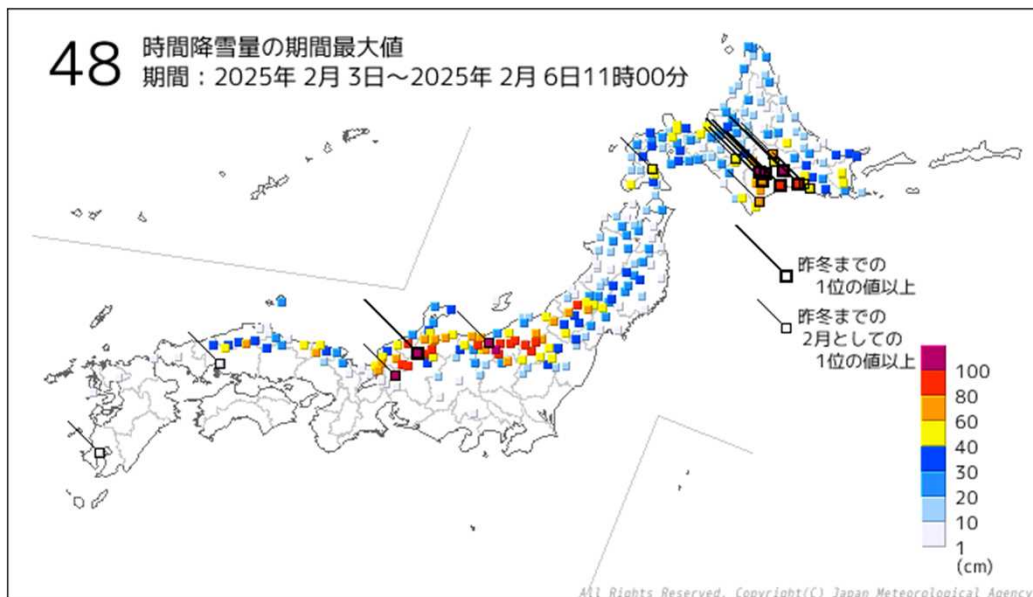 48
時間降雪量の期間最大値
期間：2025年 2月 3日～2025年 2月 6日11時00分
昨冬までの
1位の値以上
昨冬までの
2月としての
1位の値以上
100
80
60
40
30
20
10
1
(cm)
All Rights Reserved. Copyright(C) Japan Meteorological Agency